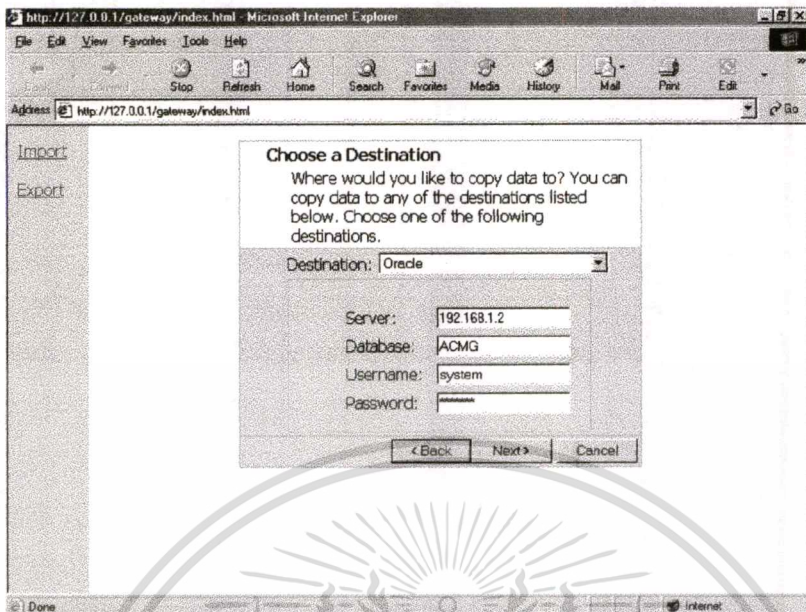 http://127.0.0.1/gateway/index.html - Microsoft Internet Explorer
File Edit View Favorites Tools Help
Stop Refresh Home Search Favorites Media History Mail Print Edit
Address http://127.0.0.1/gateway/index.html Go
Import
Export
Choose a Destination
Where would you like to copy data to? You can
copy data to any of the destinations listed
below. Choose one of the following
destinations.
Destination: Oracle
Server: 192.168.1.2
Database: ACMG
Username: system
Password: ********
< Back Next > Cancel
Done Internet